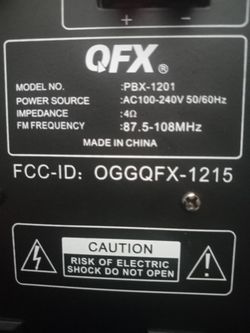 QFX®
MODEL NO. :PBX-1201
POWER SOURCE :AC100-240V 50/60Hz
IMPEDANCE :4Ω
FM FREQUENCY :87.5-108MHz
MADE IN CHINA
FCC-ID: OGGQFX-1215
CAUTION
RISK OF ELECTRIC
SHOCK DO NOT OPEN